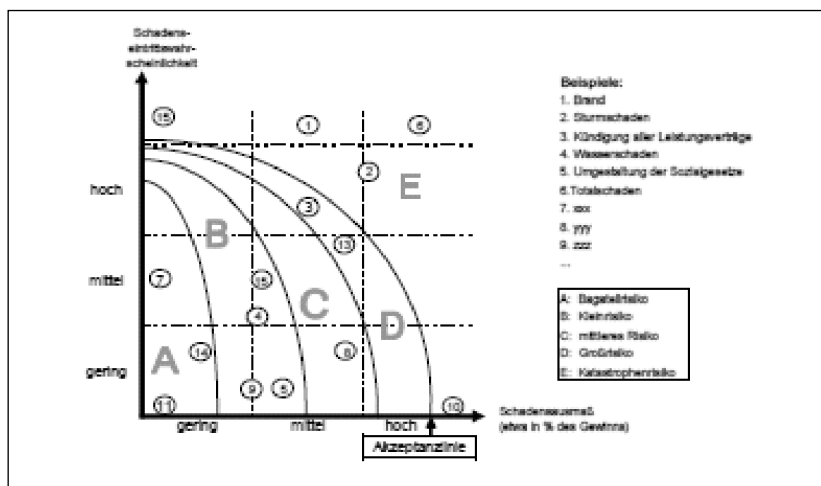 Schadens-
eintrittswahr-
scheinlichkeit
15
1
6
2
hoch
E
3
B
13
mittel
7
15
C
4
D
A
14
8
gering
9
5
11
10
gering
mittel
hoch
Schadensausmaß
(etwa in % des Gewinns)
Akzeptanzlinie
Beispiele:
1. Brand
2. Sturmschaden
3. Kündigung aller Leistungsverträge
4. Wasserschaden
5. Umgestaltung der Sozialgesetze
6.Totalschaden
7. xxx
8. yyy
9. zzz
...
A: Bagatellrisiko
B: Kleinrisiko
C: mittleres Risiko
D: Großrisiko
E: Katastrophenrisiko